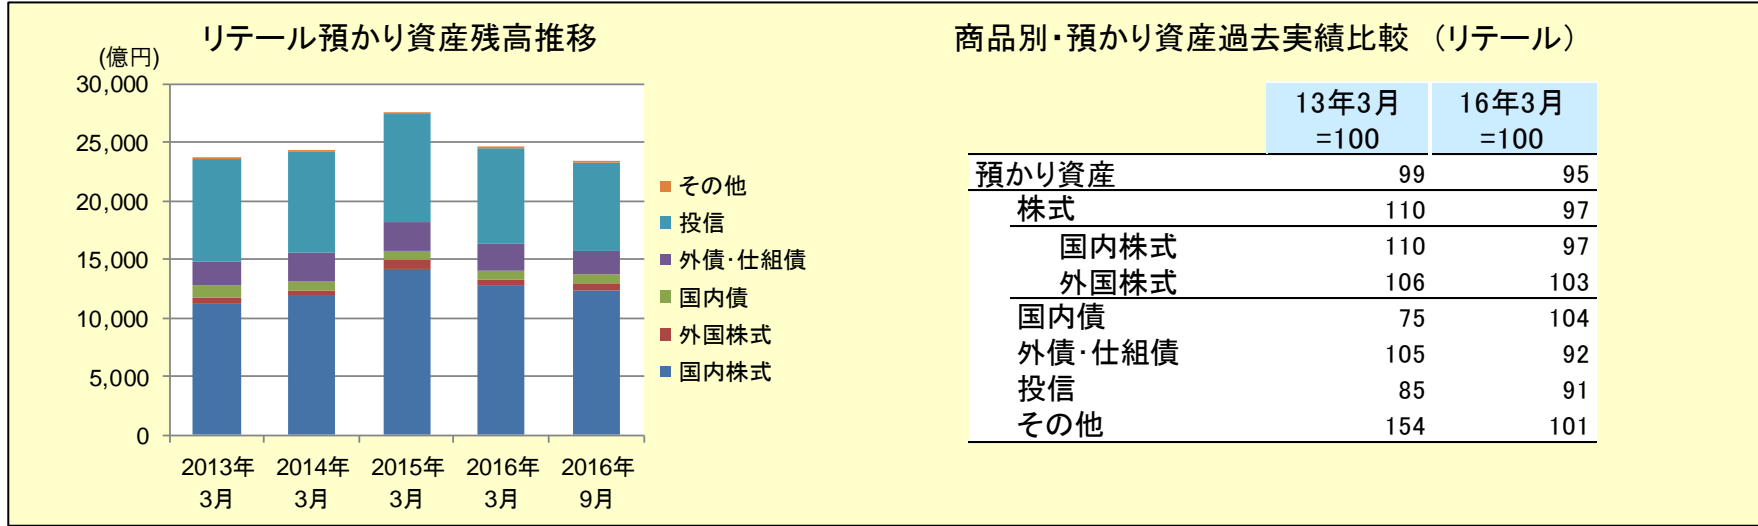 リテール預かり資産残高推移
(億円)
30,000
25,000
20,000
15,000
10,000
5,000
0
2013年
3月
2014年
3月
2015年
3月
2016年
3月
2016年
9月
その他
投信
外債・仕組債
国内債
外国株式
国内株式
商品別・預かり資産過去実績比較 （リテール）
13年3月 16年3月
=100 =100
預かり資産 99 95
株式 110 97
国内株式 110 97
外国株式 106 103
国内債 75 104
外債・仕組債 105 92
投信 85 91
その他 154 101